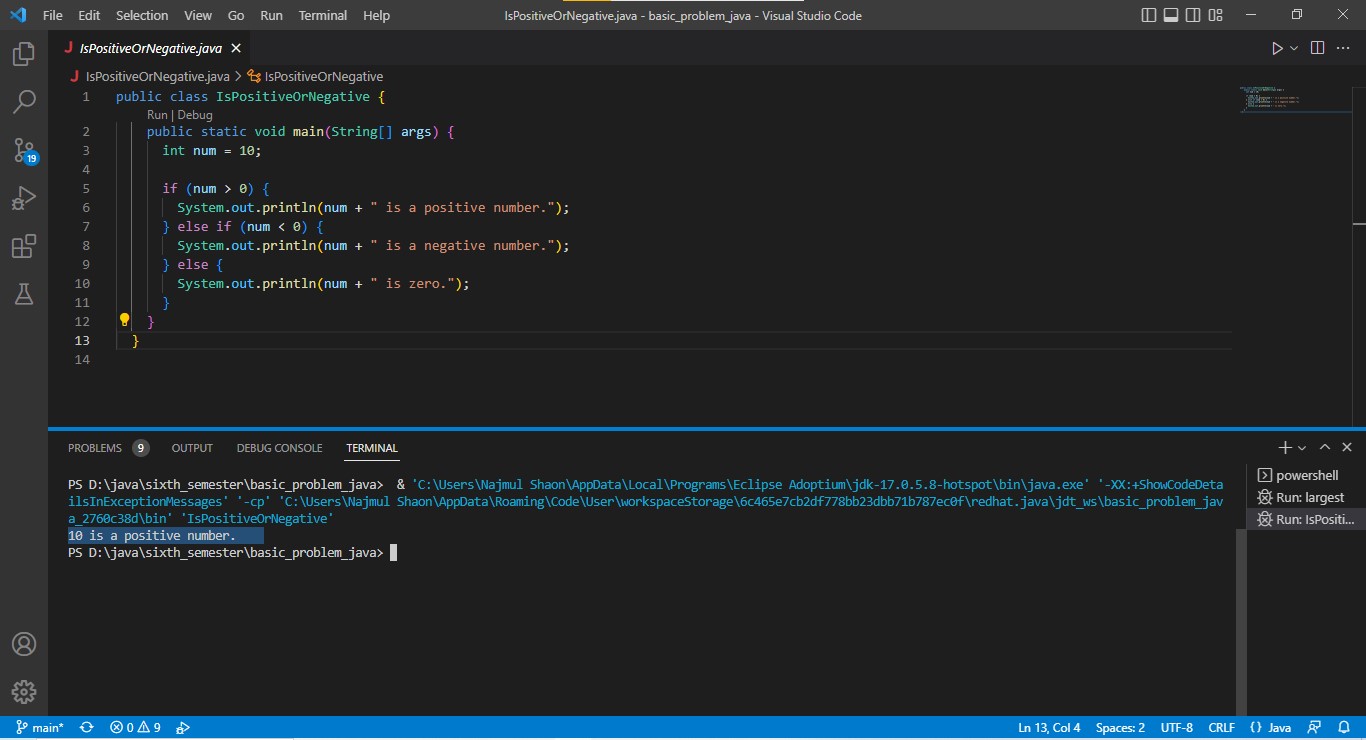 File Edit Selection View Go Run Terminal Help IsPositiveOrNegative.java - basic_problem_java - Visual Studio Code
J IsPositiveOrNegative.java
J IsPositiveOrNegative.java > IsPositiveOrNegative
1 public class IsPositiveOrNegative {
Run | Debug
2 public static void main(String[] args) {
3 int num = 10;
4
5 if (num > 0) {
6 System.out.println(num + " is a positive number.");
7 } else if (num < 0) {
8 System.out.println(num + " is a negative number.");
9 } else {
10 System.out.println(num + " is zero.");
11 }
12 }
13 }
14
19
PROBLEMS 9 OUTPUT DEBUG CONSOLE TERMINAL
PS D:\java\sixth_semester\basic_problem_java> & 'C:\Users\Najmul Shaon\AppData\Local\Programs\Eclipse Adoptium\jdk-17.0.5.8-hotspot\bin\java.exe' '-XX:+ShowCodeDeta
ilsInExceptionMessages' '-cp' 'C:\Users\Najmul Shaon\AppData\Roaming\Code\User\workspaceStorage\6c465e7cb2df778bb23dbb71b787ec0f\redhat.java\jdt_ws\basic_problem_jav
a_2760c38d\bin' 'IsPositiveOrNegative'
10 is a positive number.
PS D:\java\sixth_semester\basic_problem_java>
powershell
Run: largest
Run: IsPositi...
main* 0 9 Ln 13, Col 4 Spaces: 2 UTF-8 CRLF {} Java